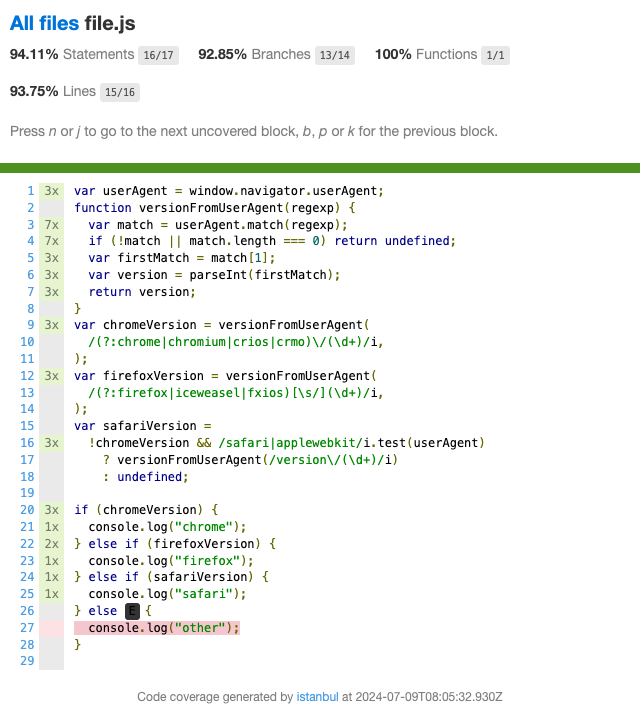 All files file.js
94.11% Statements 16/17 92.85% Branches 13/14 100% Functions 1/1
93.75% Lines 15/16
Press n or j to go to the next uncovered block, b, p or k for the previous block.
1 3x var userAgent = window.navigator.userAgent;
2 function versionFromUserAgent(regexp) {
3 7x var match = userAgent.match(regexp);
4 7x if (!match || match.length === 0) return undefined;
5 3x var firstMatch = match[1];
6 3x var version = parseInt(firstMatch);
7 3x return version;
8 }
9 3x var chromeVersion = versionFromUserAgent(
10 /(?:chrome|chromium|crios|crmo)\/(\d+)/i,
11 );
12 3x var firefoxVersion = versionFromUserAgent(
13 /(?:firefox|iceweasel|fxios)[\s/](\d+)/i,
14 );
15 var safariVersion =
16 3x !chromeVersion && /safari|applewebkit/i.test(userAgent)
17 ? versionFromUserAgent(/version\/(\d+)/i)
18 : undefined;
19
20 3x if (chromeVersion) {
21 1x console.log("chrome");
22 2x } else if (firefoxVersion) {
23 1x console.log("firefox");
24 1x } else if (safariVersion) {
25 1x console.log("safari");
26 } else E {
27 console.log("other");
28 }
29
Code coverage generated by istanbul at 2024-07-09T08:05:32.930Z